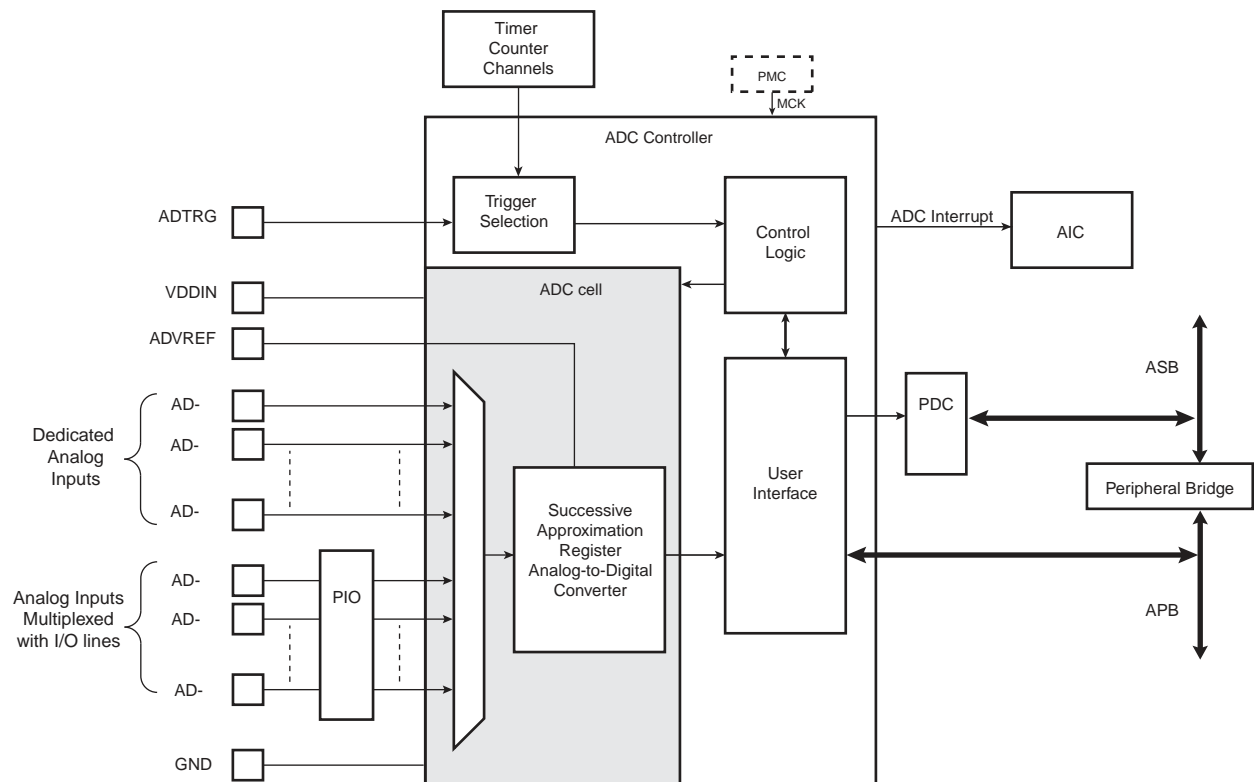 Timer
Counter
Channels
PMC
MCK
ADC Controller
ADTRG
Trigger
Selection
Control
Logic
ADC Interrupt
AIC
VDDIN
ADC cell
ADVREF
ASB
AD-
PDC
Dedicated
Analog
Inputs
AD-
AD-
User
Interface
Peripheral Bridge
Successive
Approximation
Register
Analog-to-Digital
Converter
Analog Inputs
Multiplexed
with I/O lines
AD-
PIO
AD-
AD-
APB
GND